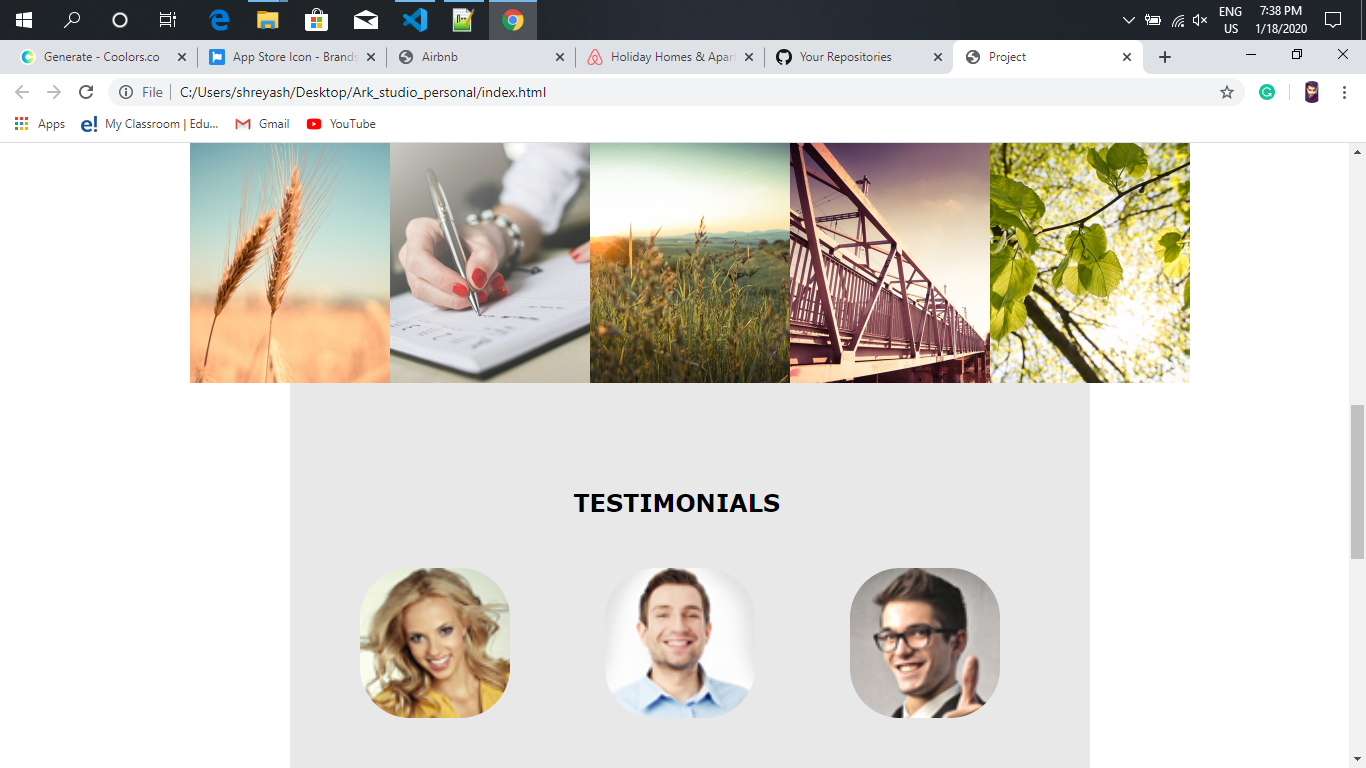 ENG
7:38 PM
US
1/18/2020
Generate - Coolors.co
App Store Icon - Brands
Airbnb
Holiday Homes & Apar
Your Repositories
Project
File
C:/Users/shreyash/Desktop/Ark_studio_personal/index.html
Apps
e! My Classroom | Edu...
Gmail
YouTube
TESTIMONIALS